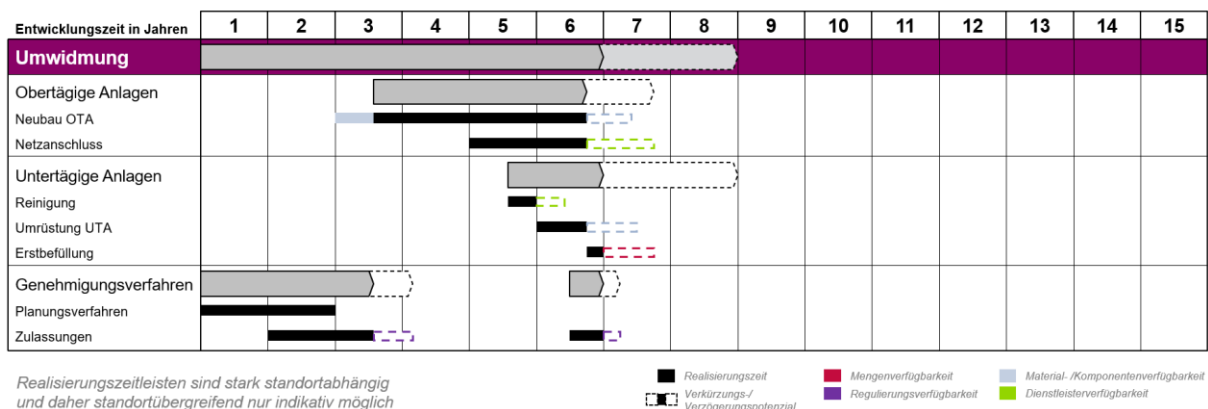 Entwicklungszeit in Jahren 1 2 3 4 5 6 7 8 9 10 11 12 13 14 15
Umwidmung
Obertägige Anlagen
Neubau OTA
Netzanschluss
Untertägige Anlagen
Reinigung
Umrüstung UTA
Erstbefüllung
Genehmigungsverfahren
Planungsverfahren
Zulassungen
Realisierungszeitleisten sind stark standortabhängig
und daher standortübergreifend nur indikativ möglich
Realisierungszeit
Verkürzungs-/
Verzögerungspotenzial
Mengenverfügbarkeit
Regulierungsverfügbarkeit
Material- /Komponentenverfügbarkeit
Dienstleisterverfügbarkeit